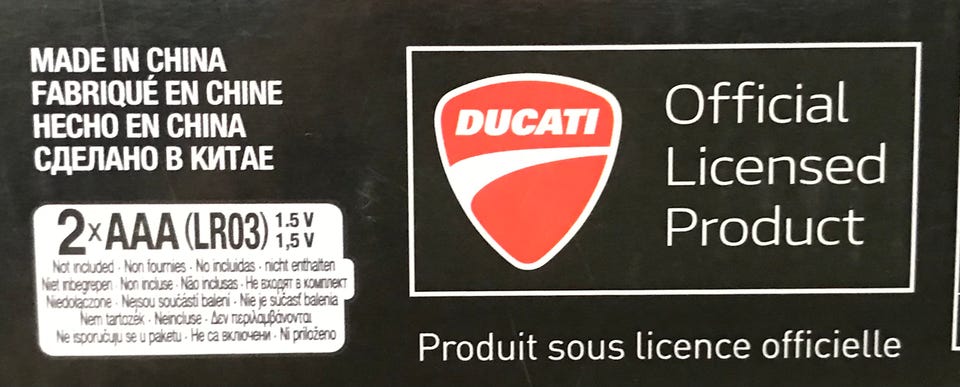 MADE IN CHINA
FABRIQUÉ EN CHINE
HECHO EN CHINA
СДЕЛАНО В КИТАЕ
2xAAA (LR03) 1.5 V
1,5 V
Not included · Non fournies · No incluidas · nicht enthalten
Niet inbegrepen · Non incluse · Não inclusas · Не входят в комплект
Niedołączone · Nejsou součástí balení · Nie je súčasť balenia
Nem tartozék · Neincluse · Δεν περιλαμβάνονται
Ne isporučuju se u paketu · Не са включени · Ni priloženo
DUCATI
Official
Licensed
Product
Produit sous licence officielle